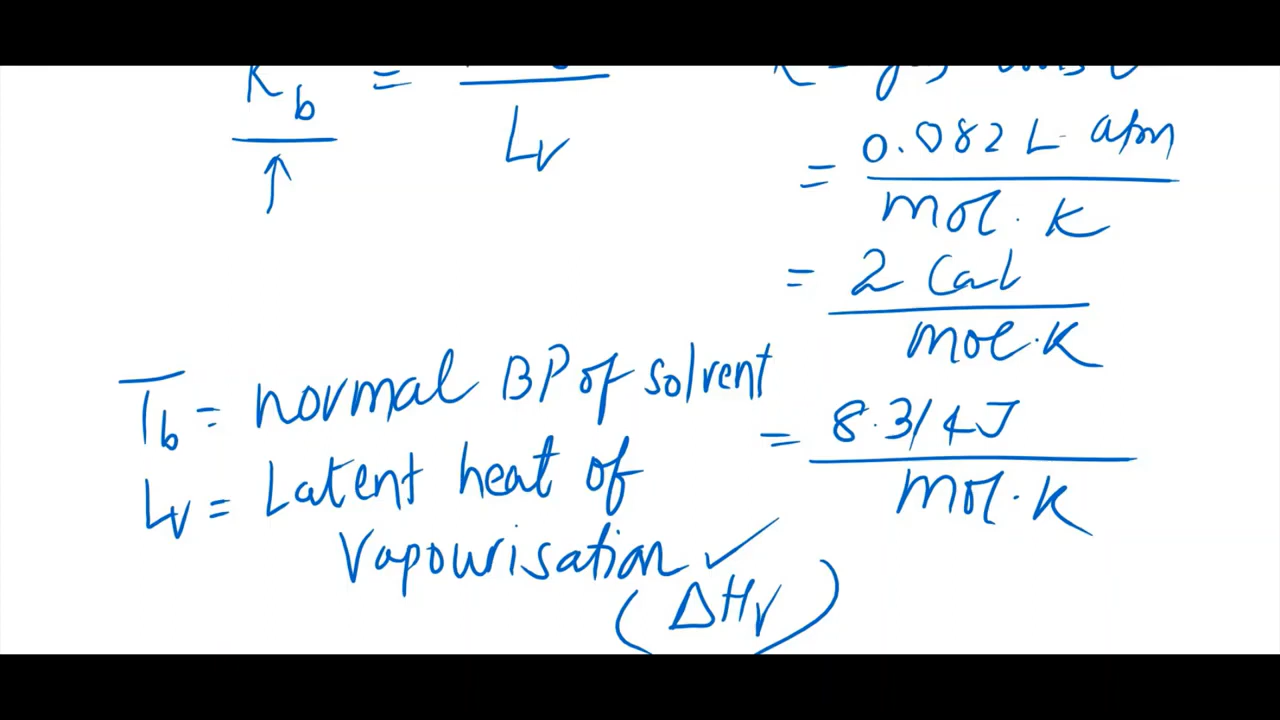 K_b = / L_v
= 0.082 L atm / mol. K
= 2 Cal / mol.K
T_b = normal BP of solvent
= 8.314J / mol.K
L_v = Latent heat of
Vapourisation ✓
(ΔH_v)